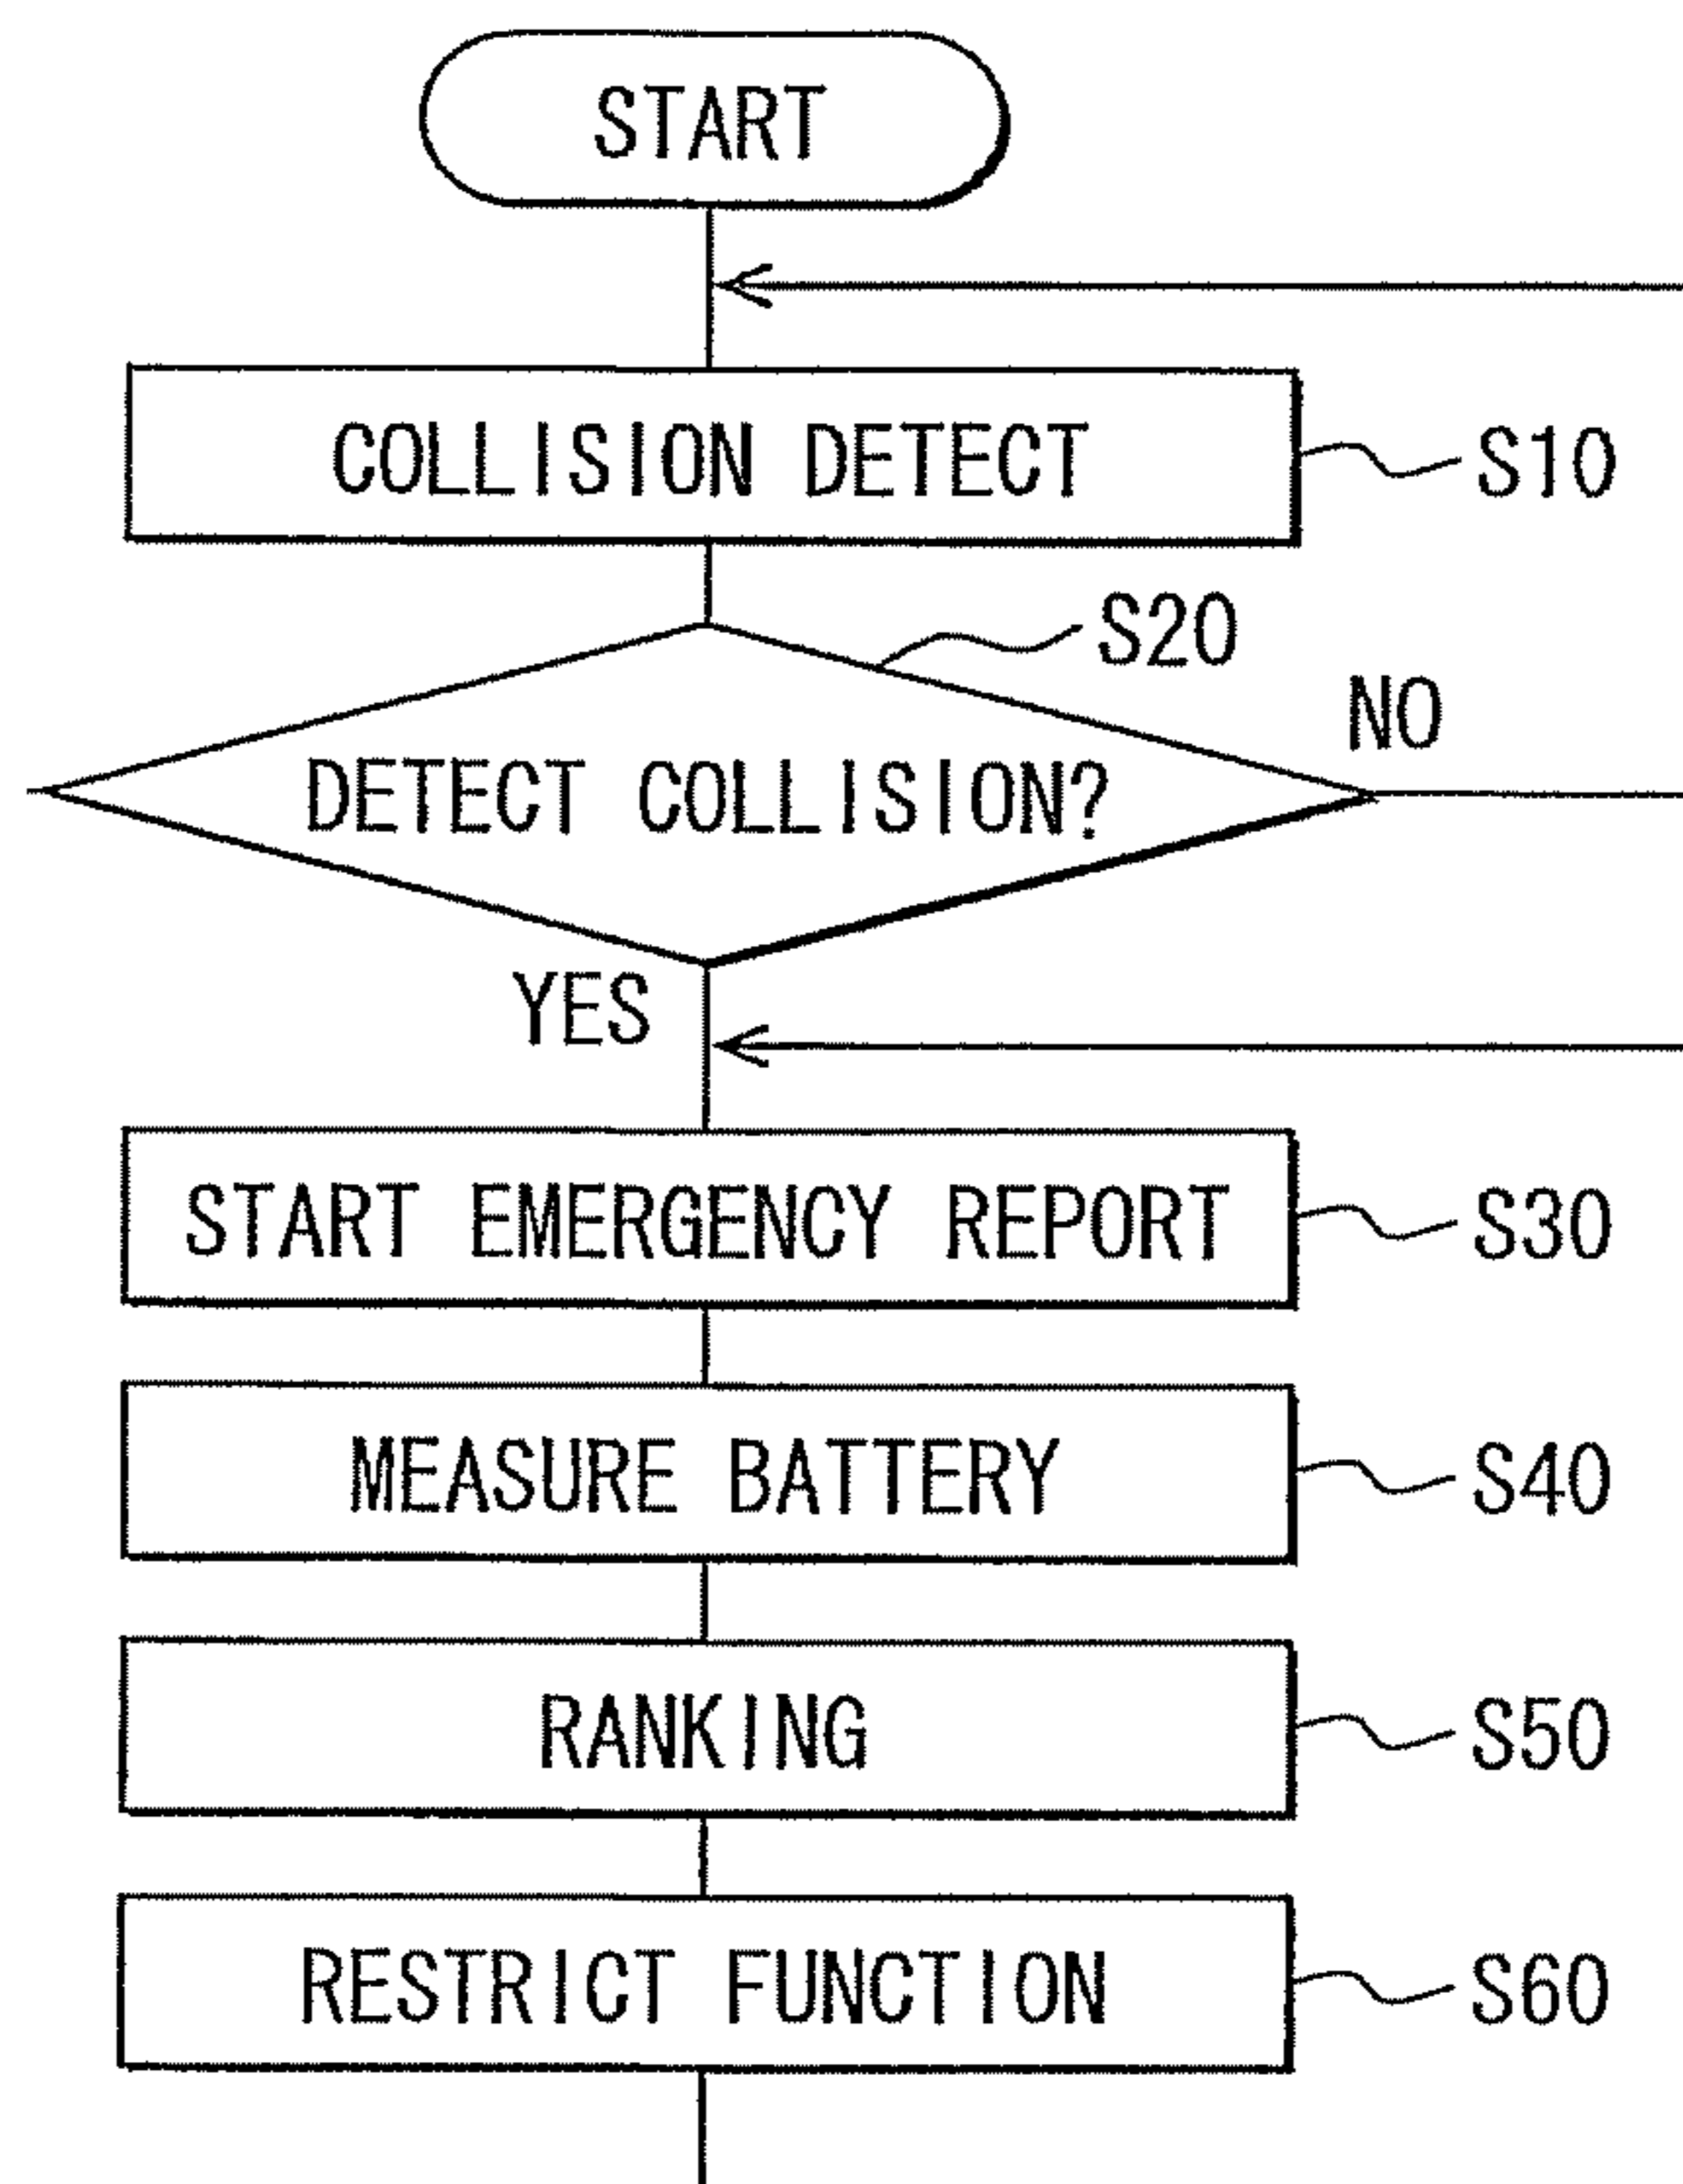 START
COLLISION DETECT
S10
S20
DETECT COLLISION?
NO
YES
START EMERGENCY REPORT
S30
MEASURE BATTERY
S40
RANKING
S50
RESTRICT FUNCTION
S60